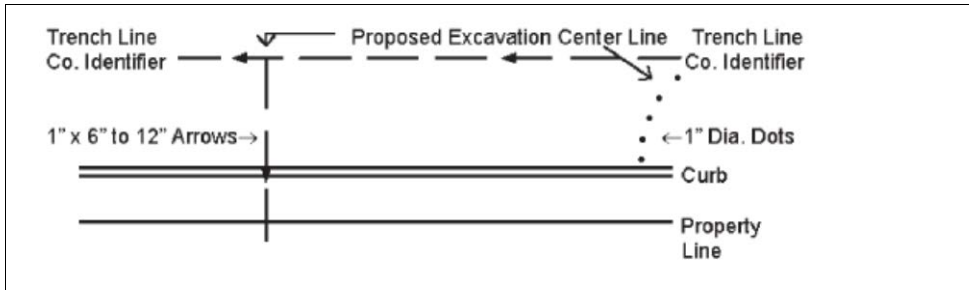 Trench Line
Co. Identifier
Proposed Excavation Center Line
Trench Line
Co. Identifier
1" x 6" to 12" Arrows→
←1" Dia. Dots
Curb
Property
Line